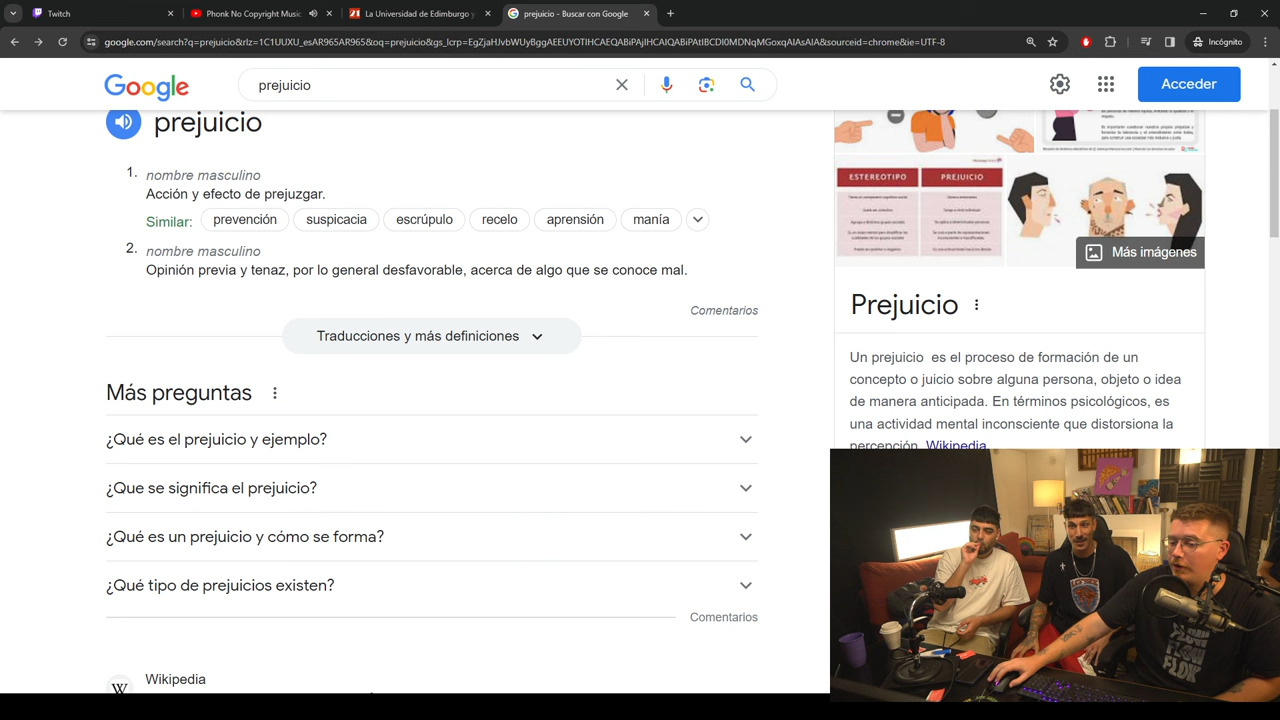 Twitch
Phonk No Copyright Music
La Universidad de Edimburgo y
prejuicio - Buscar con Google
google.com/search?q=prejuicio&rlz=1C1UUXU_esAR965AR965&oq=prejuicio&gs_lcrp=EgZjaHJvbWUyBggAEEUYOTIHCAEQABiPAjIHCAIQABiPAtIBCDI0MDNqMGoxqAIAsAIA&sourceid=chrome&ie=UTF-8
Incógnito
Google
prejuicio
Acceder
prejuicio
1. nombre masculino
Acción y efecto de prejuzgar.
Similar: suspicacia escrúpulo recelo aprensión manía
2. nombre masculino
Opinión previa y tenaz, por lo general desfavorable, acerca de algo que se conoce mal.
Comentarios
Traducciones y más definiciones
Más preguntas
¿Qué es el prejuicio y ejemplo?
¿Que se significa el prejuicio?
¿Qué es un prejuicio y cómo se forma?
¿Qué tipo de prejuicios existen?
Comentarios
W
Wikipedia
ESTEREOTIPO
PREJUICIO
Más imágenes
Prejuicio
Un prejuicio es el proceso de formación de un
concepto o juicio sobre alguna persona, objeto o idea
de manera anticipada. En términos psicológicos, es
una actividad mental inconsciente que distorsiona la
percepción. Wikipedia
FLOW
FLOW